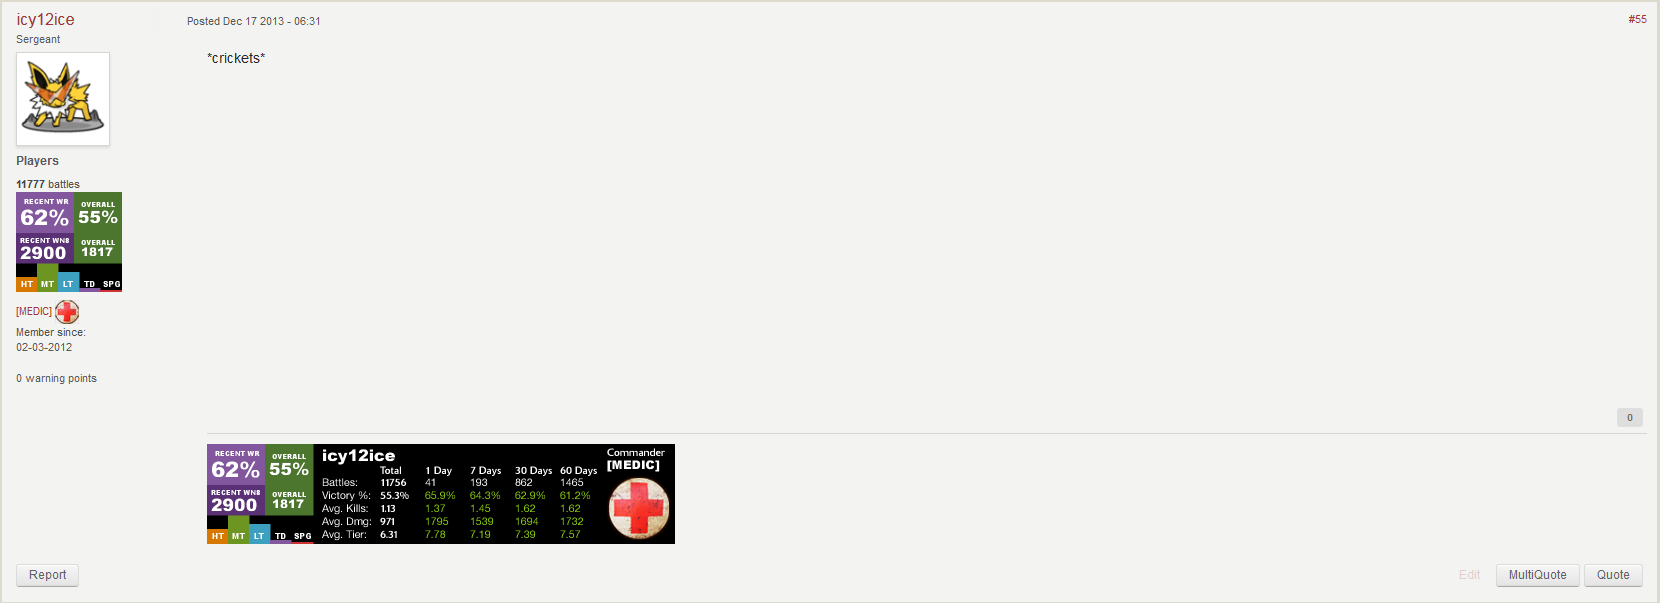 icy12ice
Sergeant
Players
11777 battles
RECENT WR OVERALL
62% 55%
RECENT WN8 OVERALL
2900 1817
HT MT LT TD SPG
[MEDIC]
Member since:
02-03-2012
0 warning points
Posted Dec 17 2013 - 06:31
#55
*crickets*
0
RECENT WR OVERALL
62% 55%
RECENT WN8 OVERALL
2900 1817
HT MT LT TD SPG
icy12ice
Total 1 Day 7 Days 30 Days 60 Days
Battles: 11756 41 193 862 1465
Victory %: 55.3% 65.9% 64.3% 62.9% 61.2%
Avg. Kills: 1.13 1.37 1.45 1.62 1.62
Avg. Dmg: 971 1795 1539 1694 1732
Avg. Tier: 6.31 7.78 7.19 7.39 7.57
Commander
[MEDIC]
Report
Edit MultiQuote Quote